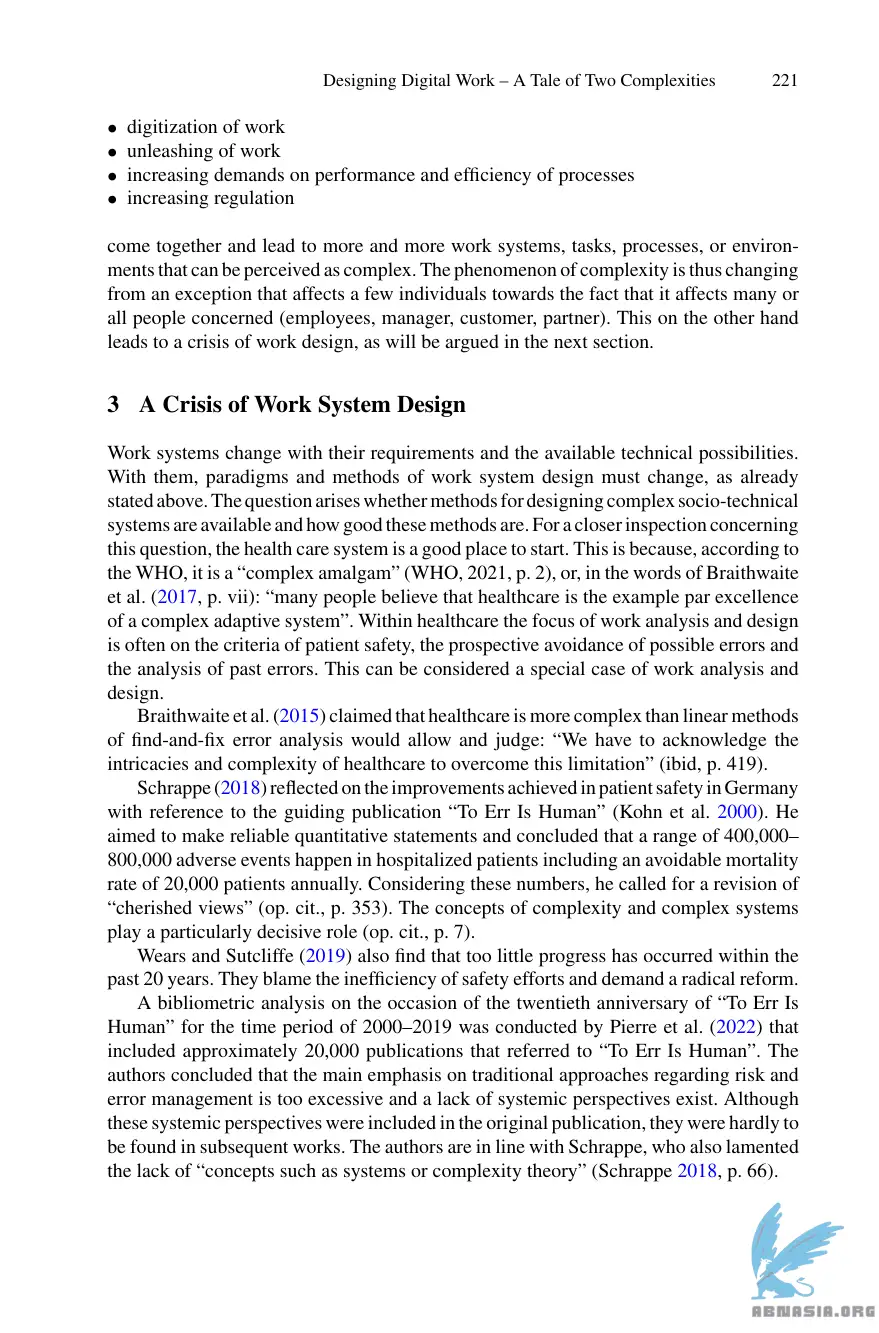 Designing Digital Work – A Tale of Two Complexities 221
• digitization of work
• unleashing of work
• increasing demands on performance and efficiency of processes
• increasing regulation
come together and lead to more and more work systems, tasks, processes, or environ-
ments that can be perceived as complex. The phenomenon of complexity is thus changing
from an exception that affects a few individuals towards the fact that it affects many or
all people concerned (employees, manager, customer, partner). This on the other hand
leads to a crisis of work design, as will be argued in the next section.
3 A Crisis of Work System Design
Work systems change with their requirements and the available technical possibilities.
With them, paradigms and methods of work system design must change, as already
stated above. The question arises whether methods for designing complex socio-technical
systems are available and how good these methods are. For a closer inspection concerning
this question, the health care system is a good place to start. This is because, according to
the WHO, it is a “complex amalgam” (WHO, 2021, p. 2), or, in the words of Braithwaite
et al. (2017, p. vii): “many people believe that healthcare is the example par excellence
of a complex adaptive system”. Within healthcare the focus of work analysis and design
is often on the criteria of patient safety, the prospective avoidance of possible errors and
the analysis of past errors. This can be considered a special case of work analysis and
design.
Braithwaite et al. (2015) claimed that healthcare is more complex than linear methods
of find-and-fix error analysis would allow and judge: “We have to acknowledge the
intricacies and complexity of healthcare to overcome this limitation” (ibid, p. 419).
Schrappe (2018) reflected on the improvements achieved in patient safety in Germany
with reference to the guiding publication “To Err Is Human” (Kohn et al. 2000). He
aimed to make reliable quantitative statements and concluded that a range of 400,000–
800,000 adverse events happen in hospitalized patients including an avoidable mortality
rate of 20,000 patients annually. Considering these numbers, he called for a revision of
“cherished views” (op. cit., p. 353). The concepts of complexity and complex systems
play a particularly decisive role (op. cit., p. 7).
Wears and Sutcliffe (2019) also find that too little progress has occurred within the
past 20 years. They blame the inefficiency of safety efforts and demand a radical reform.
A bibliometric analysis on the occasion of the twentieth anniversary of “To Err Is
Human” for the time period of 2000–2019 was conducted by Pierre et al. (2022) that
included approximately 20,000 publications that referred to “To Err Is Human”. The
authors concluded that the main emphasis on traditional approaches regarding risk and
error management is too excessive and a lack of systemic perspectives exist. Although
these systemic perspectives were included in the original publication, they were hardly to
be found in subsequent works. The authors are in line with Schrappe, who also lamented
the lack of “concepts such as systems or complexity theory” (Schrappe 2018, p. 66).
ABNASIA.ORG